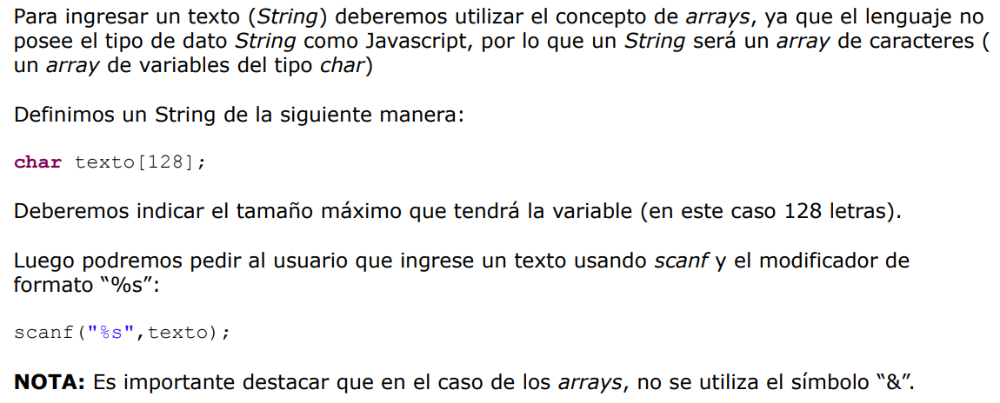 Para ingresar un texto (String) deberemos utilizar el concepto de arrays, ya que el lenguaje no
posee el tipo de dato String como Javascript, por lo que un String será un array de caracteres (
un array de variables del tipo char)
Definimos un String de la siguiente manera:
char texto[128];
Deberemos indicar el tamaño máximo que tendrá la variable (en este caso 128 letras).
Luego podremos pedir al usuario que ingrese un texto usando scanf y el modificador de
formato “%s”:
scanf("%s",texto);
NOTA: Es importante destacar que en el caso de los arrays, no se utiliza el símbolo “&”.